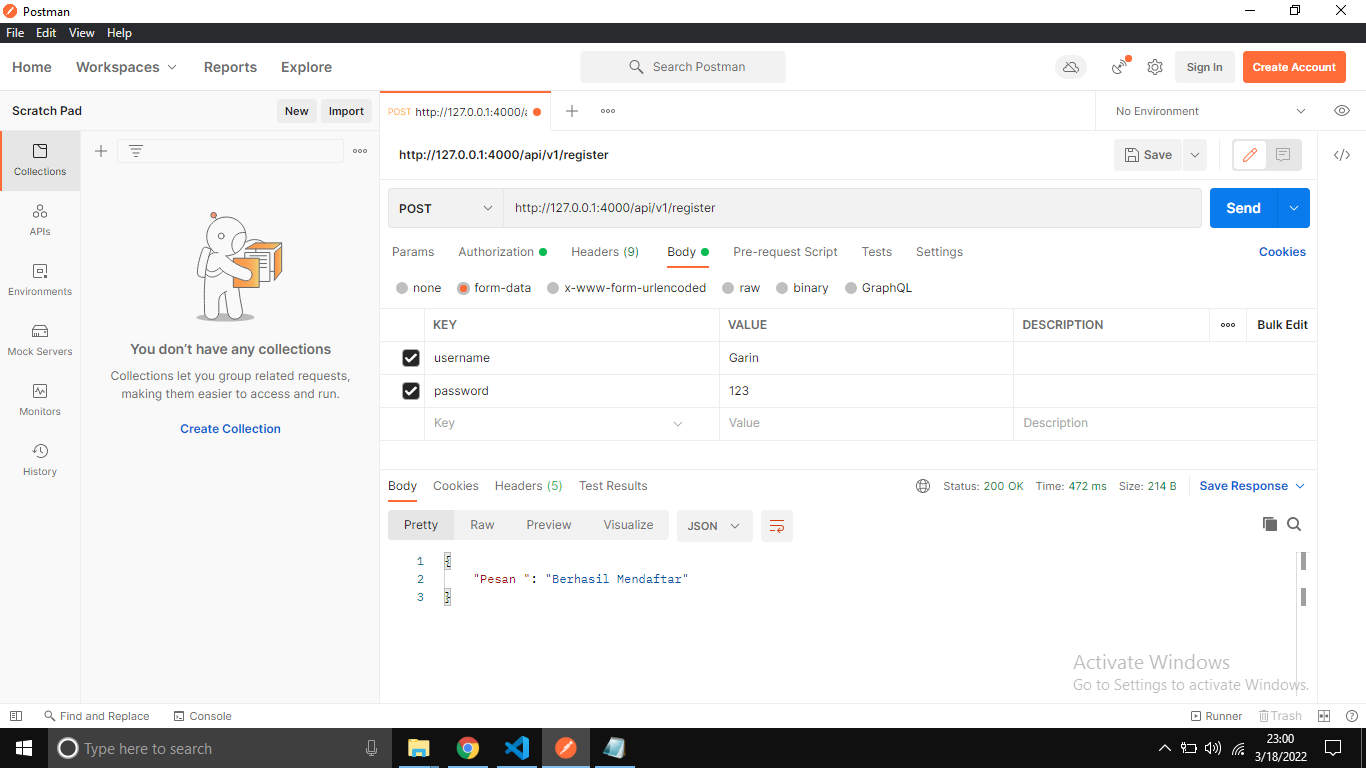 Postman
File Edit View Help
Home Workspaces Reports Explore Search Postman Sign In Create Account
Scratch Pad New Import POST http://127.0.0.1:4000/a No Environment
http://127.0.0.1:4000/api/v1/register Save
Collections
APIs
Environments
Mock Servers
Monitors
History
You don't have any collections
Collections let you group related requests,
making them easier to access and run.
Create Collection
POST http://127.0.0.1:4000/api/v1/register Send
Params Authorization Headers (9) Body Pre-request Script Tests Settings Cookies
none form-data x-www-form-urlencoded raw binary GraphQL
KEY VALUE DESCRIPTION Bulk Edit
username Garin
password 123
Key Value Description
Body Cookies Headers (5) Test Results Status: 200 OK Time: 472 ms Size: 214 B Save Response
Pretty Raw Preview Visualize JSON
1 {
2 "Pesan ": "Berhasil Mendaftar"
3 }
Activate Windows
Go to Settings to activate Windows.
Find and Replace Console Runner Trash
Type here to search
23:00
3/18/2022